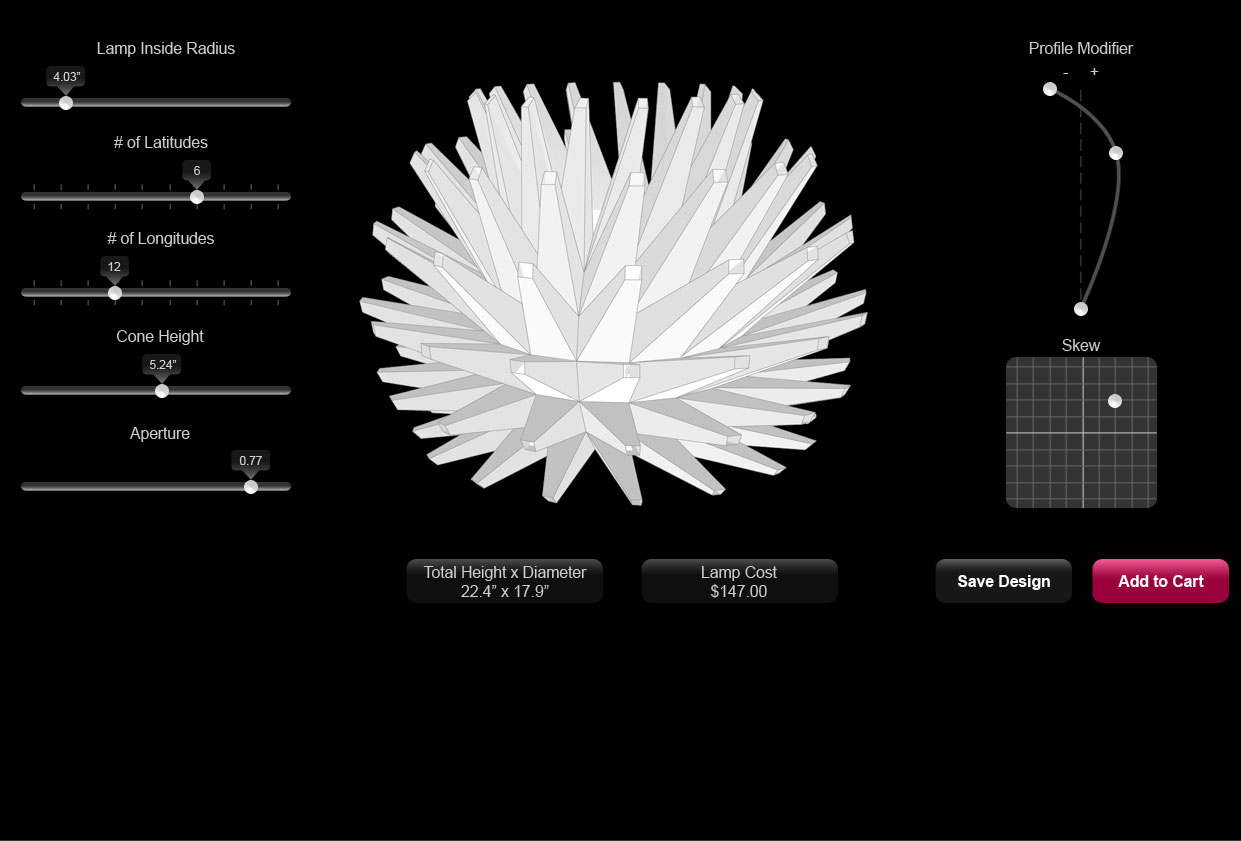 Lamp Inside Radius
4.03”
# of Latitudes
6
# of Longitudes
12
Cone Height
5.24”
Aperture
0.77
Profile Modifier
- +
Skew
Total Height x Diameter
22.4” x 17.9”
Lamp Cost
$147.00
Save Design
Add to Cart